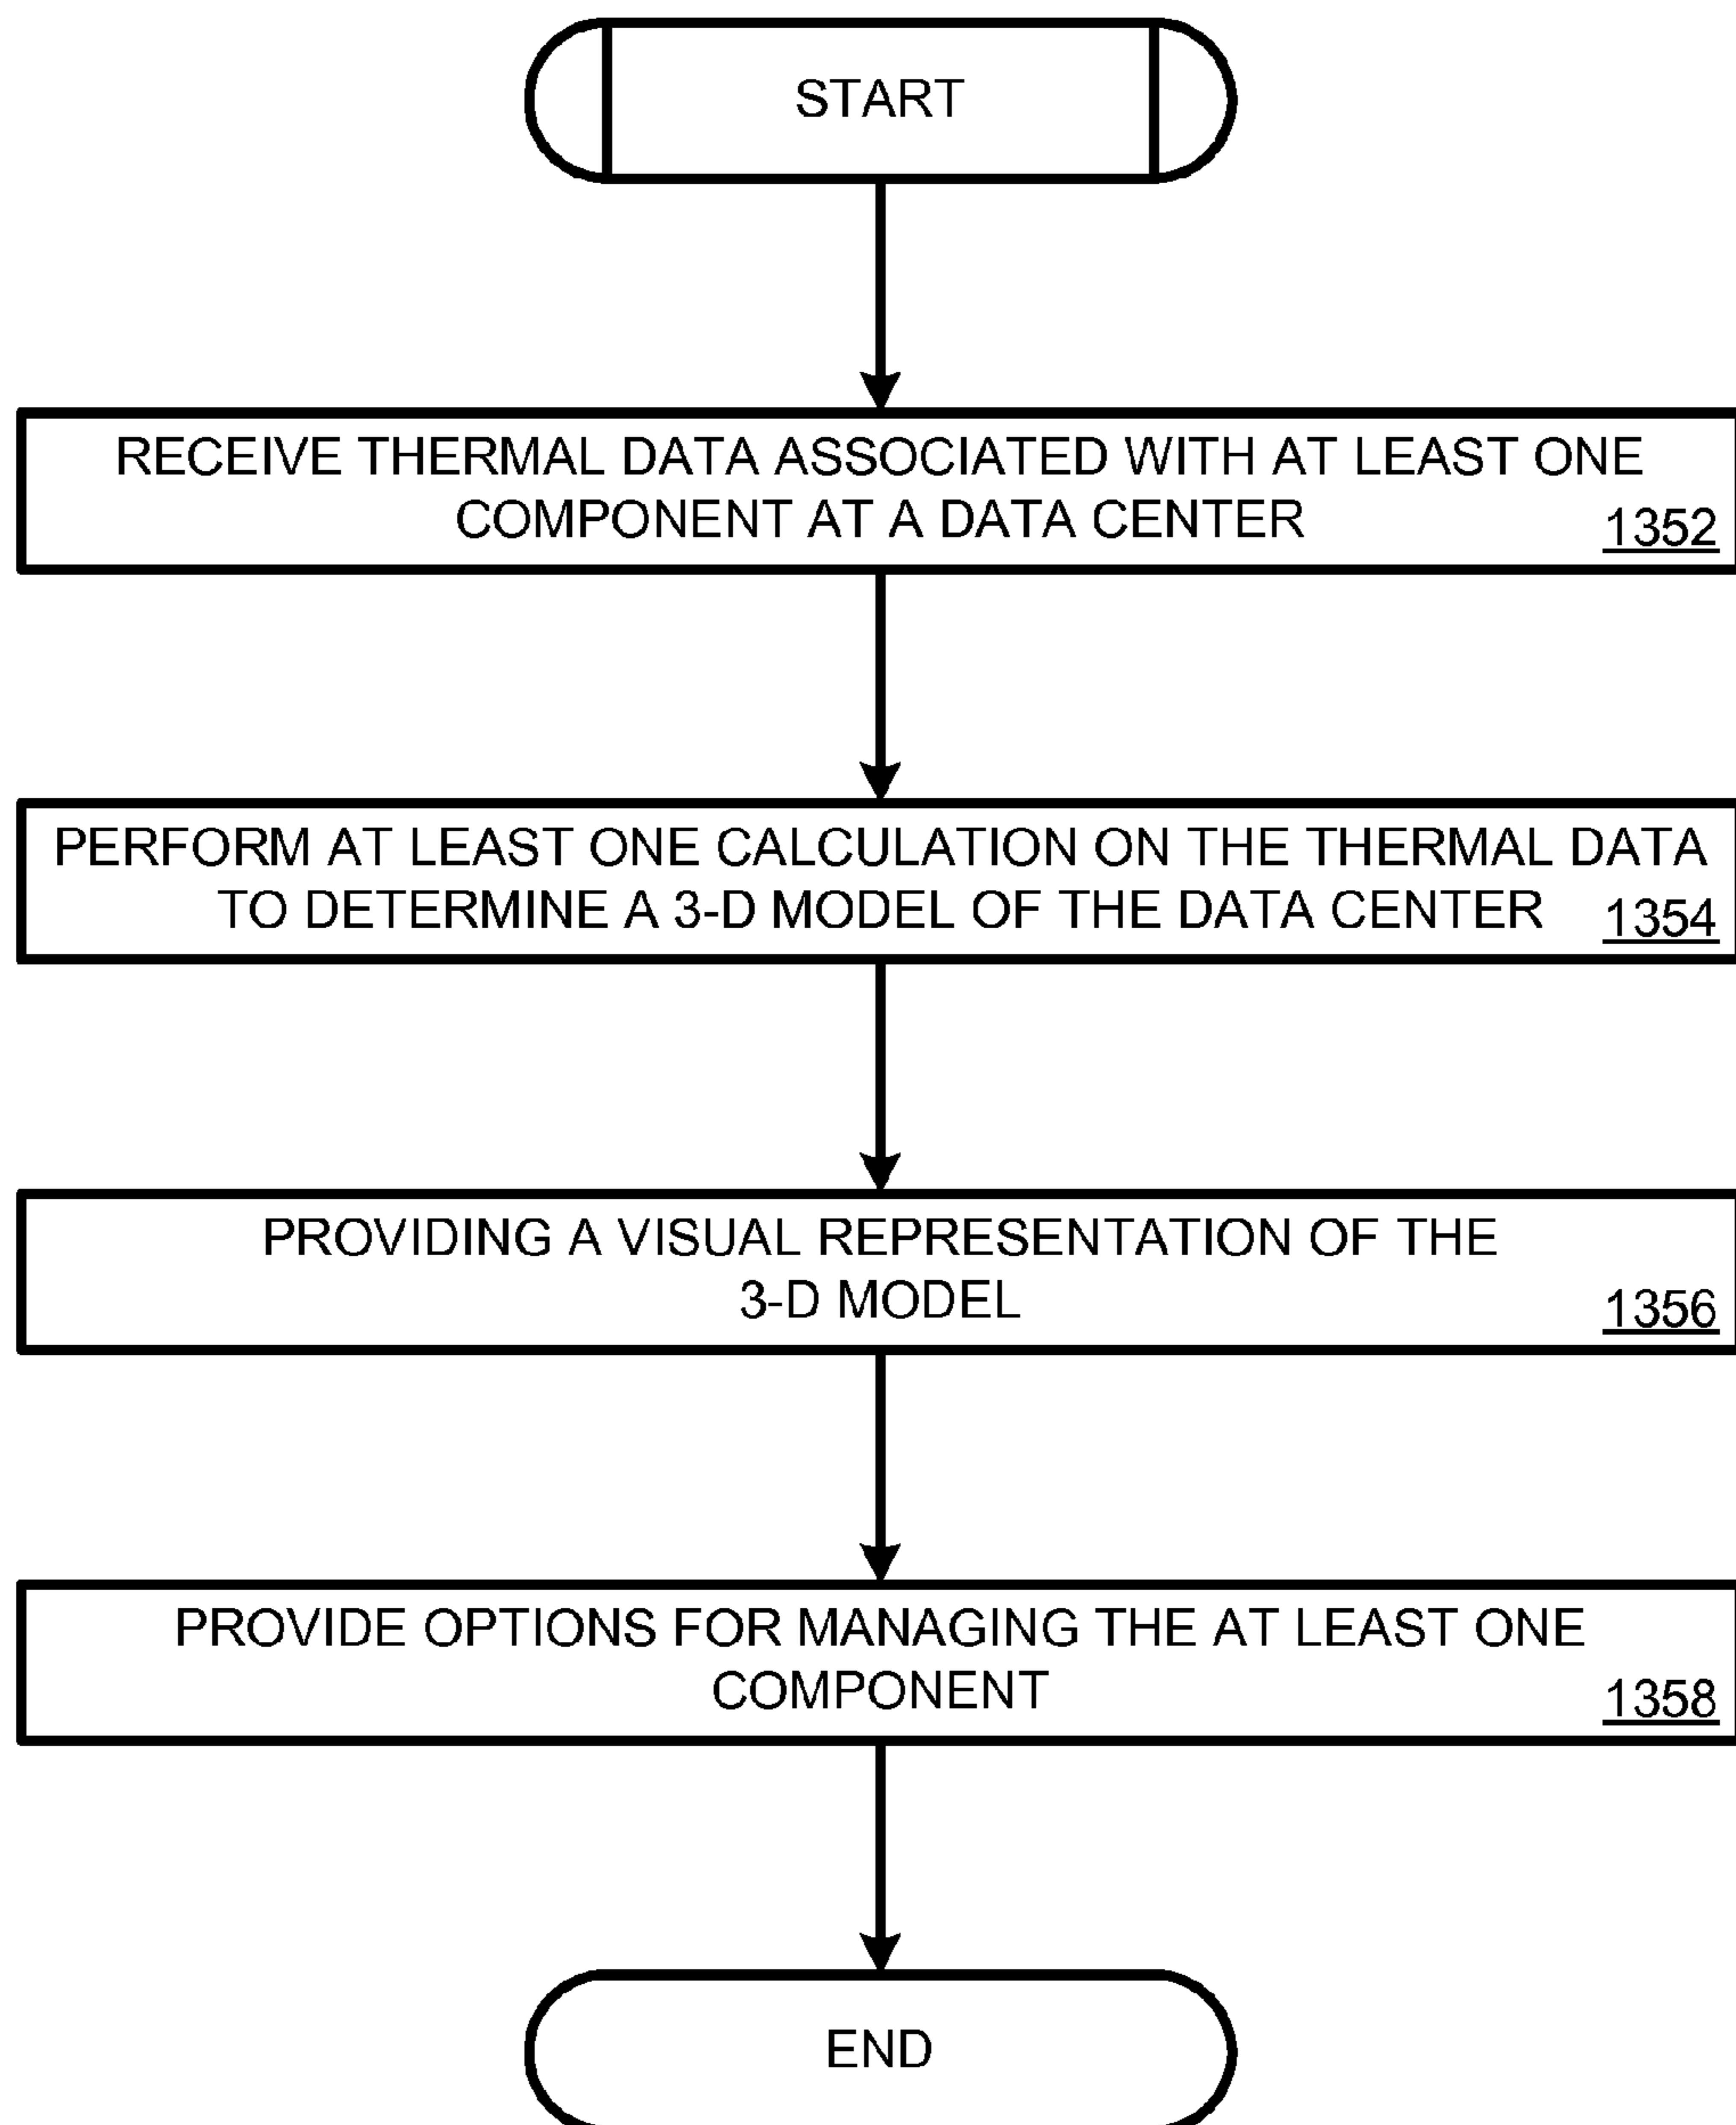 START
RECEIVE THERMAL DATA ASSOCIATED WITH AT LEAST ONE
COMPONENT AT A DATA CENTER
1352
PERFORM AT LEAST ONE CALCULATION ON THE THERMAL DATA
TO DETERMINE A 3-D MODEL OF THE DATA CENTER
1354
PROVIDING A VISUAL REPRESENTATION OF THE
3-D MODEL
1356
PROVIDE OPTIONS FOR MANAGING THE AT LEAST ONE
COMPONENT
1358
END